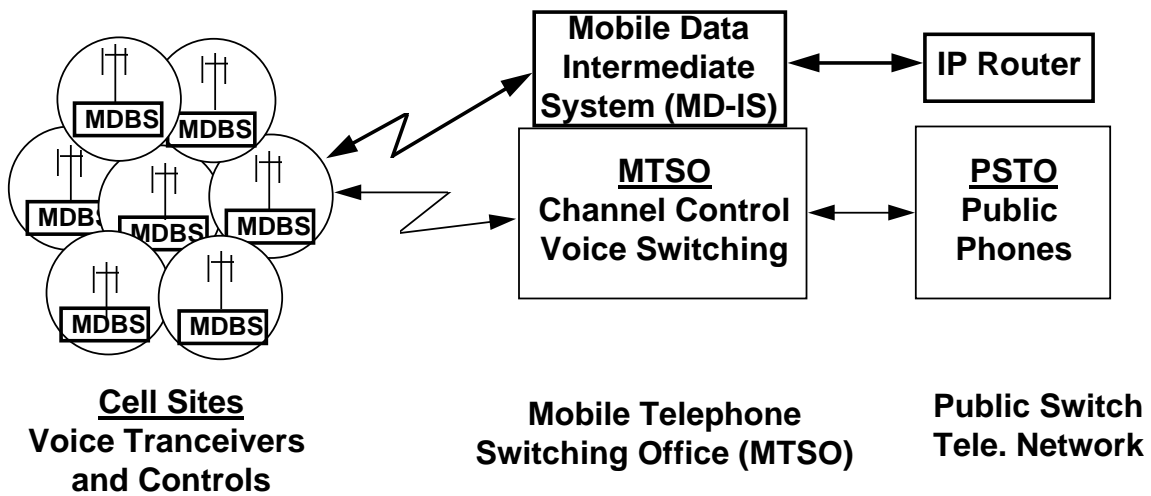 MDBS
MDBS
MDBS
MDBS
MDBS
MDBS
MDBS
Cell Sites
Voice Tranceivers
and Controls
Mobile Data
Intermediate
System (MD-IS)
MTSO
Channel Control
Voice Switching
Mobile Telephone
Switching Office (MTSO)
IP Router
PSTO
Public
Phones
Public Switch
Tele. Network